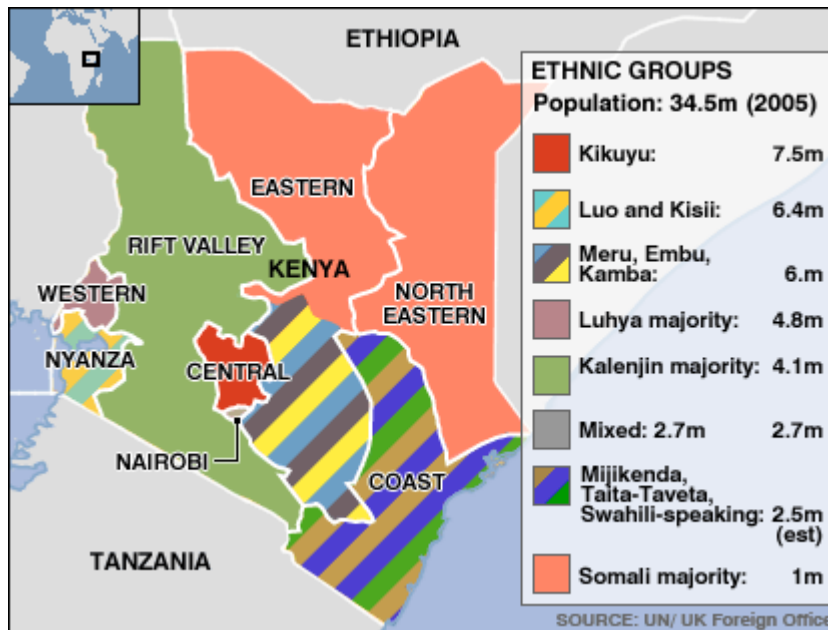 ETHIOPIA
EASTERN
RIFT VALLEY
KENYA
WESTERN
NORTH
EASTERN
NYANZA
CENTRAL
NAIROBI
COAST
TANZANIA
ETHNIC GROUPS
Population: 34.5m (2005)
Kikuyu: 7.5m
Luo and Kisii: 6.4m
Meru, Embu,
Kamba: 6.m
Luhya majority: 4.8m
Kalenjin majority: 4.1m
Mixed: 2.7m 2.7m
Mijikenda,
Taita-Taveta,
Swahili-speaking: 2.5m
(est)
Somali majority: 1m
SOURCE: UN/ UK Foreign Office